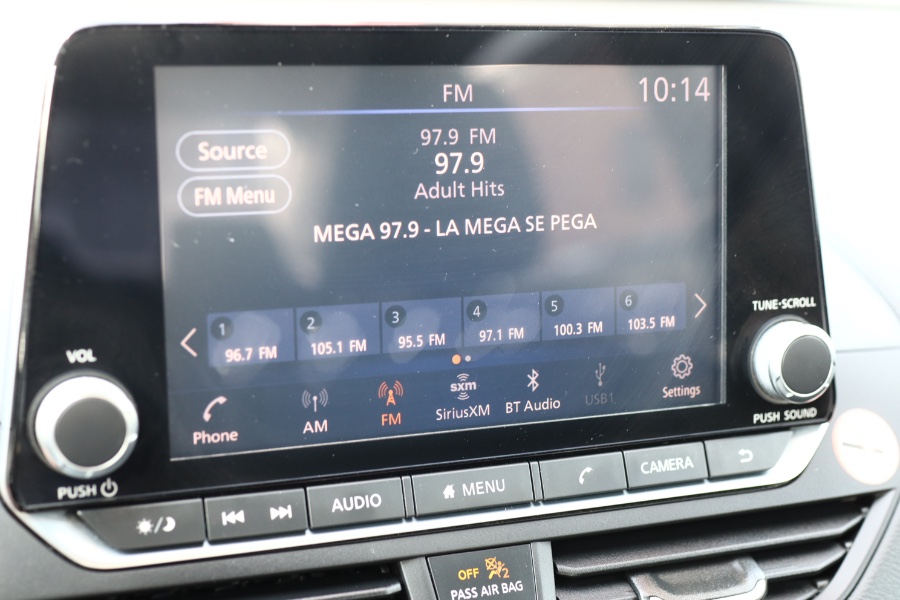 FM
10:14
Source
FM Menu
97.9 FM
97.9
Adult Hits
MEGA 97.9 - LA MEGA SE PEGA
1
96.7 FM
2
105.1 FM
3
95.5 FM
4
97.1 FM
5
100.3 FM
6
103.5 FM
Phone
AM
FM
sxm
SiriusXM
BT Audio
USB1
Settings
VOL
PUSH
TUNE•SCROLL
PUSH SOUND
AUDIO
MENU
CAMERA
OFF
2
PASS AIR BAG